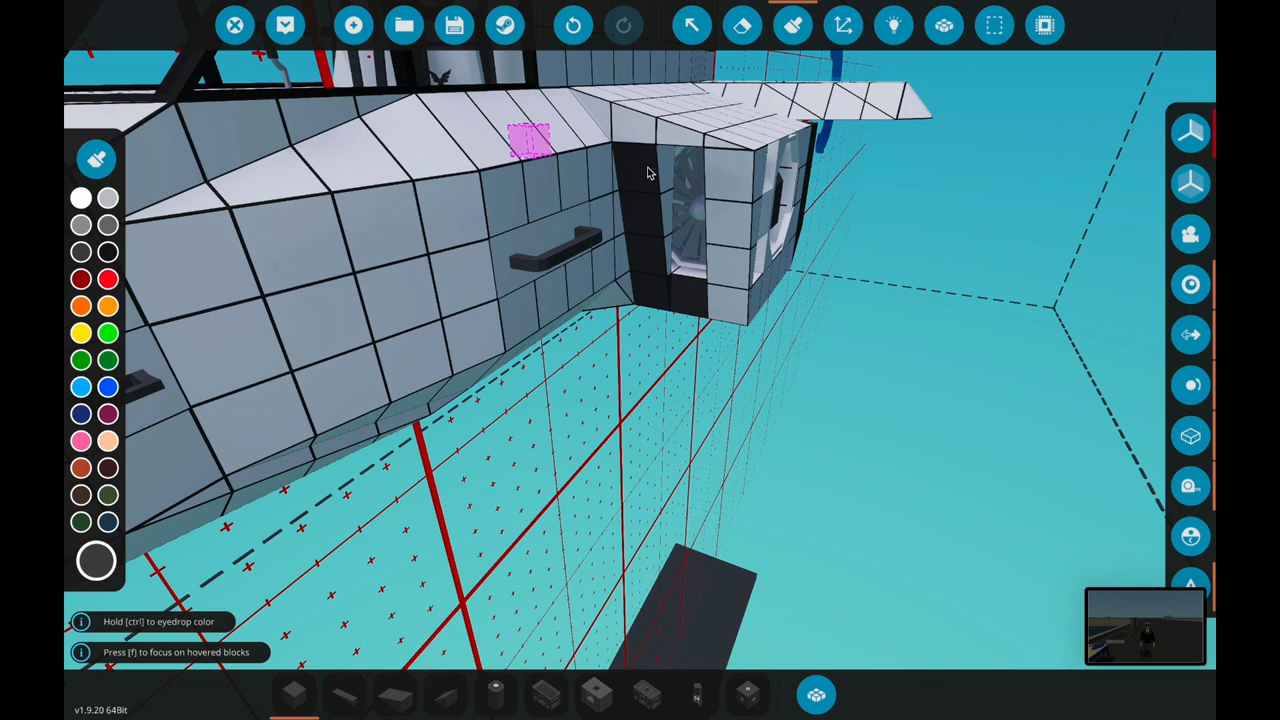 Hold [ctrl] to eyedrop color
Press [f] to focus on hovered blocks
v1.9.20 64Bit